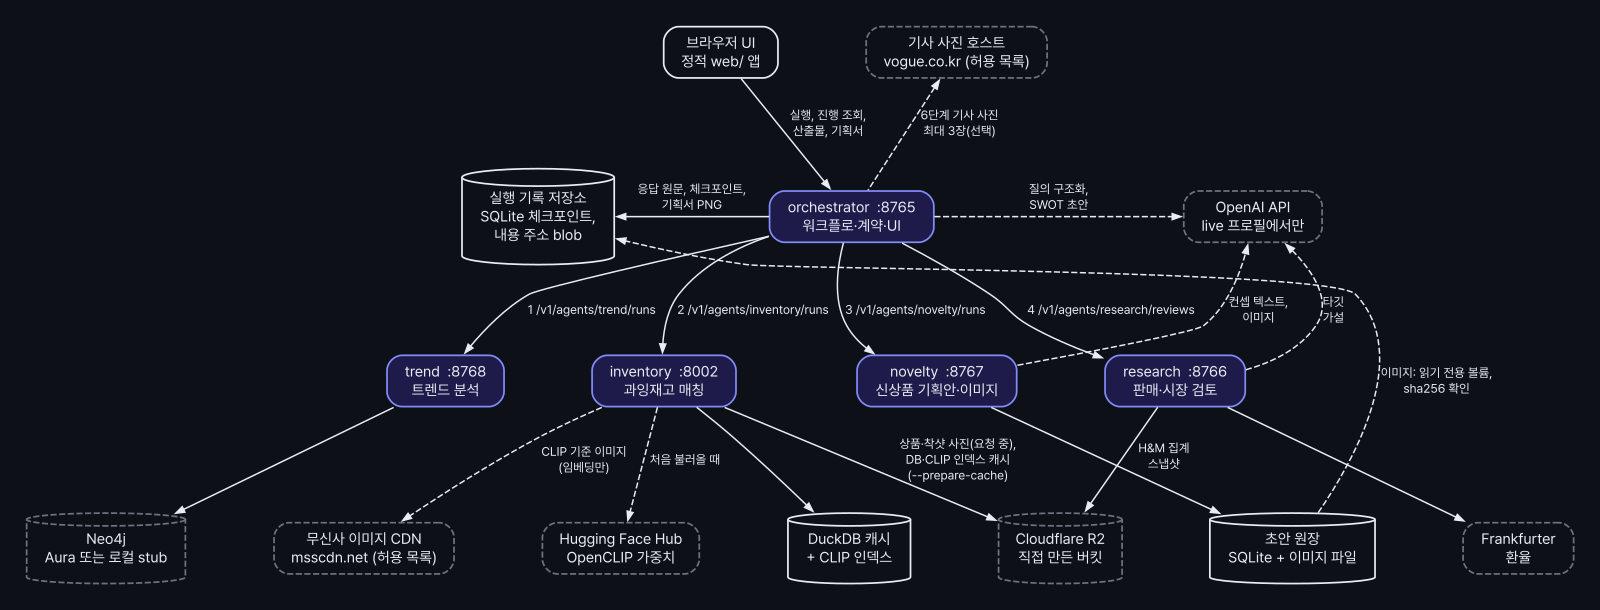 브라우저 UI
정적 web/ 앱
기사 사진 호스트
vogue.co.kr (허용 목록)
실행, 진행 조회,
산출물, 기획서
6단계 기사 사진
최대 3장(선택)
실행 기록 저장소
SQLite 체크포인트,
내용 주소 blob
응답 원문, 체크포인트,
기획서 PNG
orchestrator :8765
워크플로·계약·UI
질의 구조화,
SWOT 초안
OpenAI API
live 프로필에서만
1 /v1/agents/trend/runs
2 /v1/agents/inventory/runs
3 /v1/agents/novelty/runs
4 /v1/agents/research/reviews
컨셉 텍스트,
이미지
타깃
가설
trend :8768
트렌드 분석
inventory :8002
과잉재고 매칭
novelty :8767
신상품 기획안·이미지
research :8766
판매·시장 검토
이미지: 읽기 전용 볼륨,
sha256 확인
CLIP 기준 이미지
(임베딩만)
처음 불러올 때
상품·착샷 사진(요청 중),
DB·CLIP 인덱스 캐시
(--prepare-cache)
H&M 집계
스냅샷
Neo4j
Aura 또는 로컬 stub
무신사 이미지 CDN
msscdn.net (허용 목록)
Hugging Face Hub
OpenCLIP 가중치
DuckDB 캐시
+ CLIP 인덱스
Cloudflare R2
직접 만든 버킷
초안 원장
SQLite + 이미지 파일
Frankfurter
환율